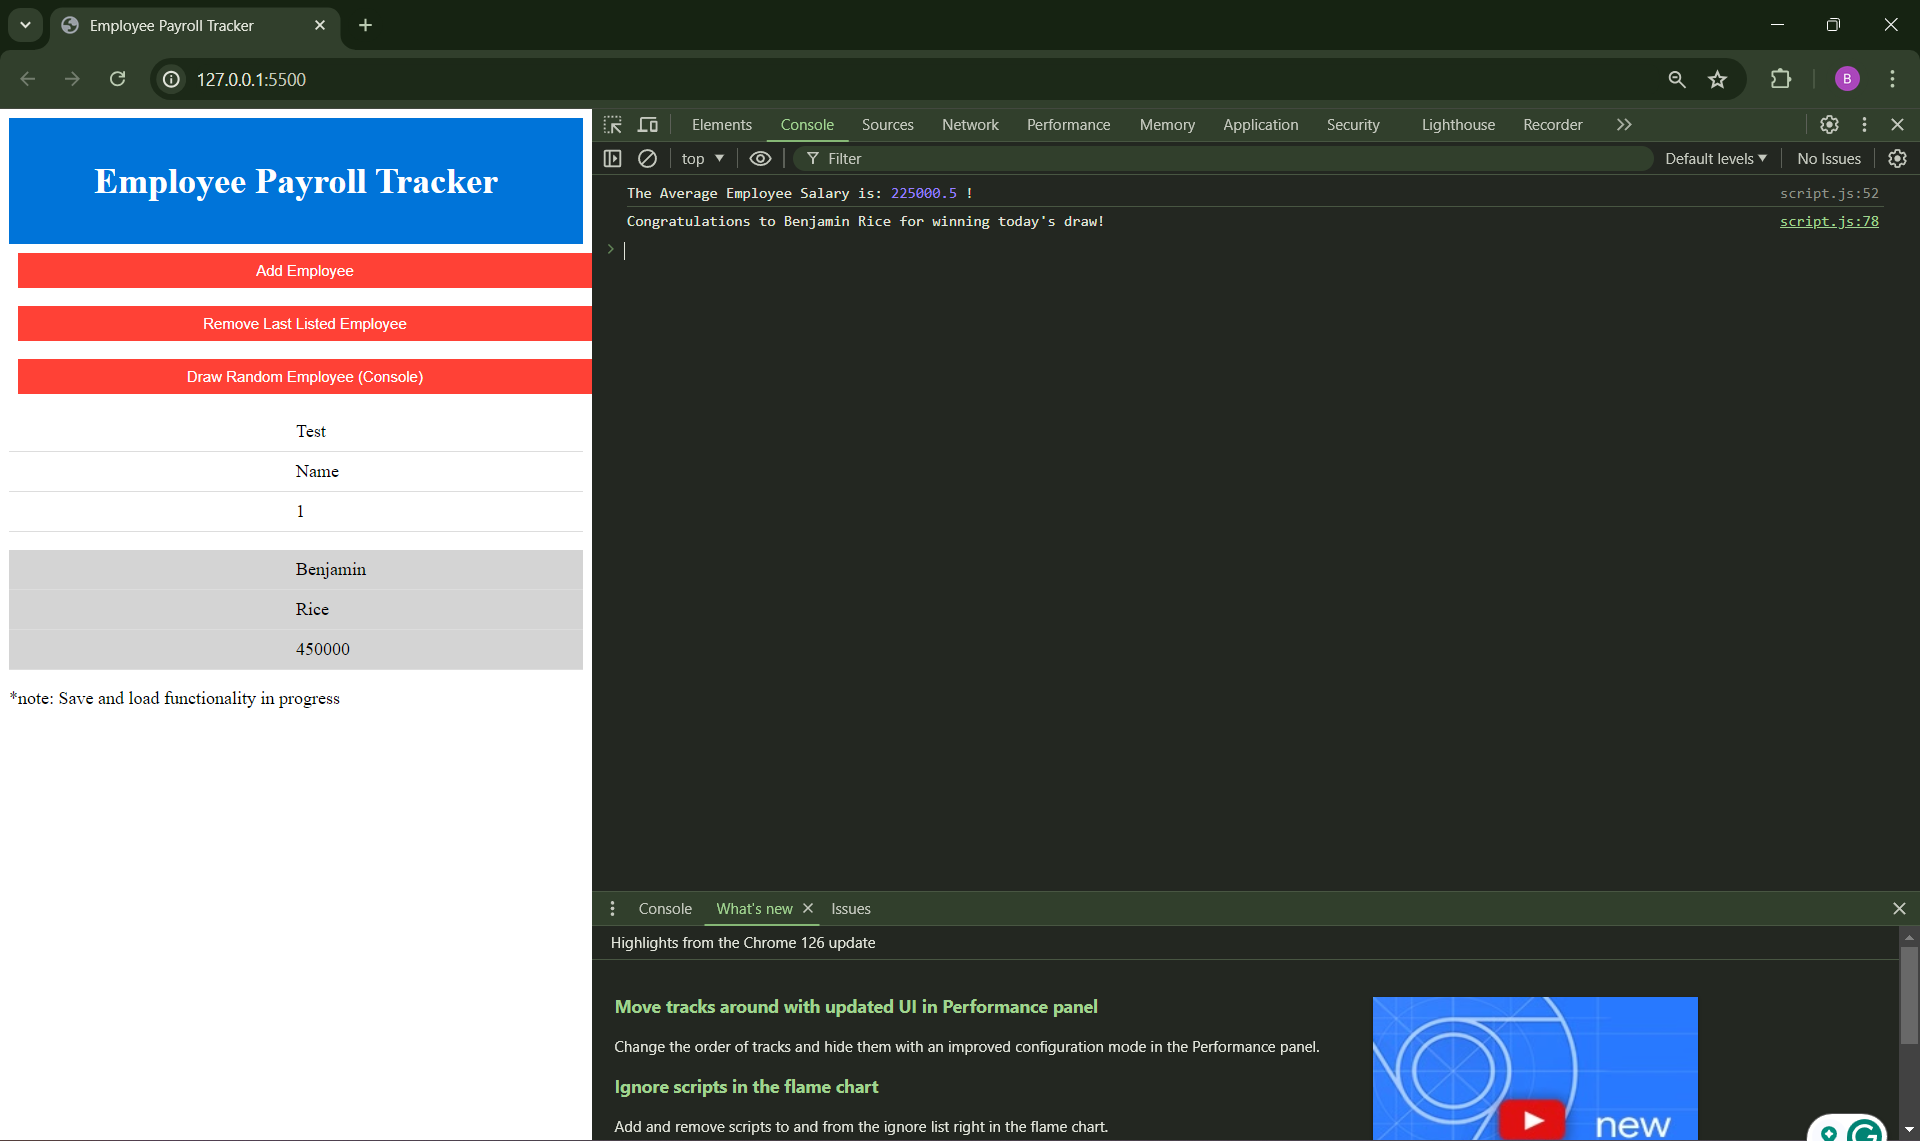 Employee Payroll Tracker
127.0.0.1:5500
B
Employee Payroll Tracker
Add Employee
Remove Last Listed Employee
Draw Random Employee (Console)
Test
Name
1
Benjamin
Rice
450000
*note: Save and load functionality in progress
Elements Console Sources Network Performance Memory Application Security Lighthouse Recorder
top Filter Default levels No Issues
The Average Employee Salary is: 225000.5 ! script.js:52
Congratulations to Benjamin Rice for winning today's draw! script.js:78
Console What's new Issues
Highlights from the Chrome 126 update
Move tracks around with updated UI in Performance panel
Change the order of tracks and hide them with an improved configuration mode in the Performance panel.
Ignore scripts in the flame chart
Add and remove scripts to and from the ignore list right in the flame chart.
new